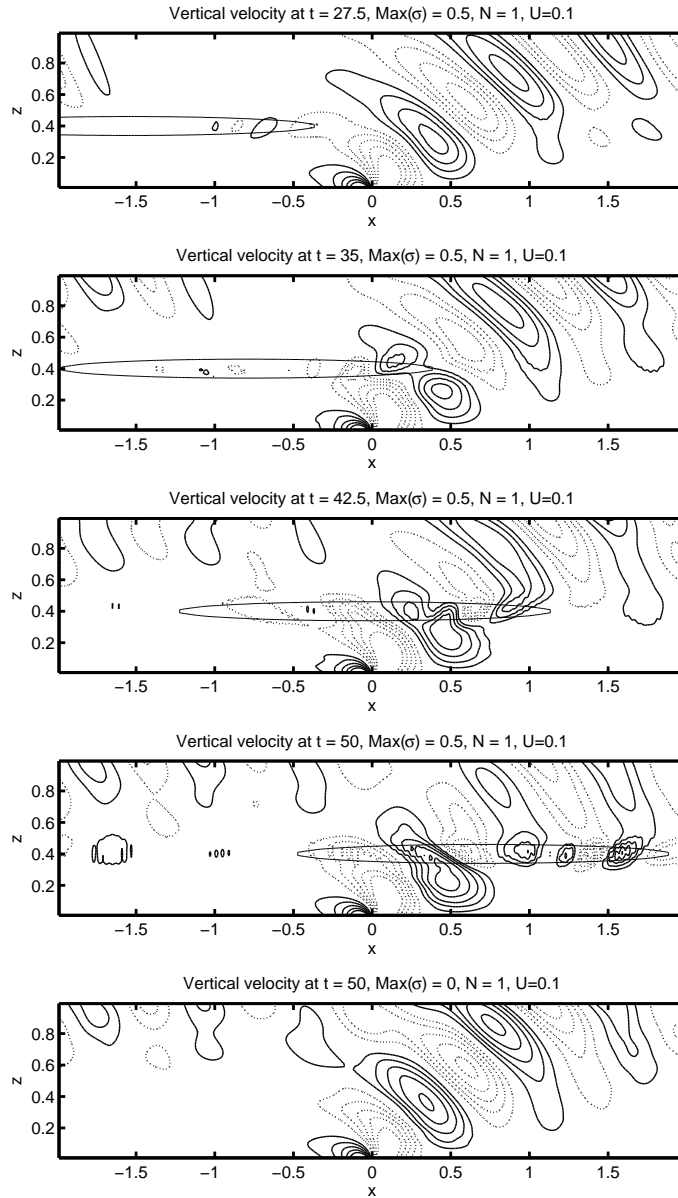 Vertical velocity at t = 27.5, Max(σ) = 0.5, N = 1, U=0.1
z
0.8
0.6
0.4
0.2
−1.5 −1 −0.5 0 0.5 1 1.5
x
Vertical velocity at t = 35, Max(σ) = 0.5, N = 1, U=0.1
z
0.8
0.6
0.4
0.2
−1.5 −1 −0.5 0 0.5 1 1.5
x
Vertical velocity at t = 42.5, Max(σ) = 0.5, N = 1, U=0.1
z
0.8
0.6
0.4
0.2
−1.5 −1 −0.5 0 0.5 1 1.5
x
Vertical velocity at t = 50, Max(σ) = 0.5, N = 1, U=0.1
z
0.8
0.6
0.4
0.2
−1.5 −1 −0.5 0 0.5 1 1.5
x
Vertical velocity at t = 50, Max(σ) = 0, N = 1, U=0.1
z
0.8
0.6
0.4
0.2
−1.5 −1 −0.5 0 0.5 1 1.5
x